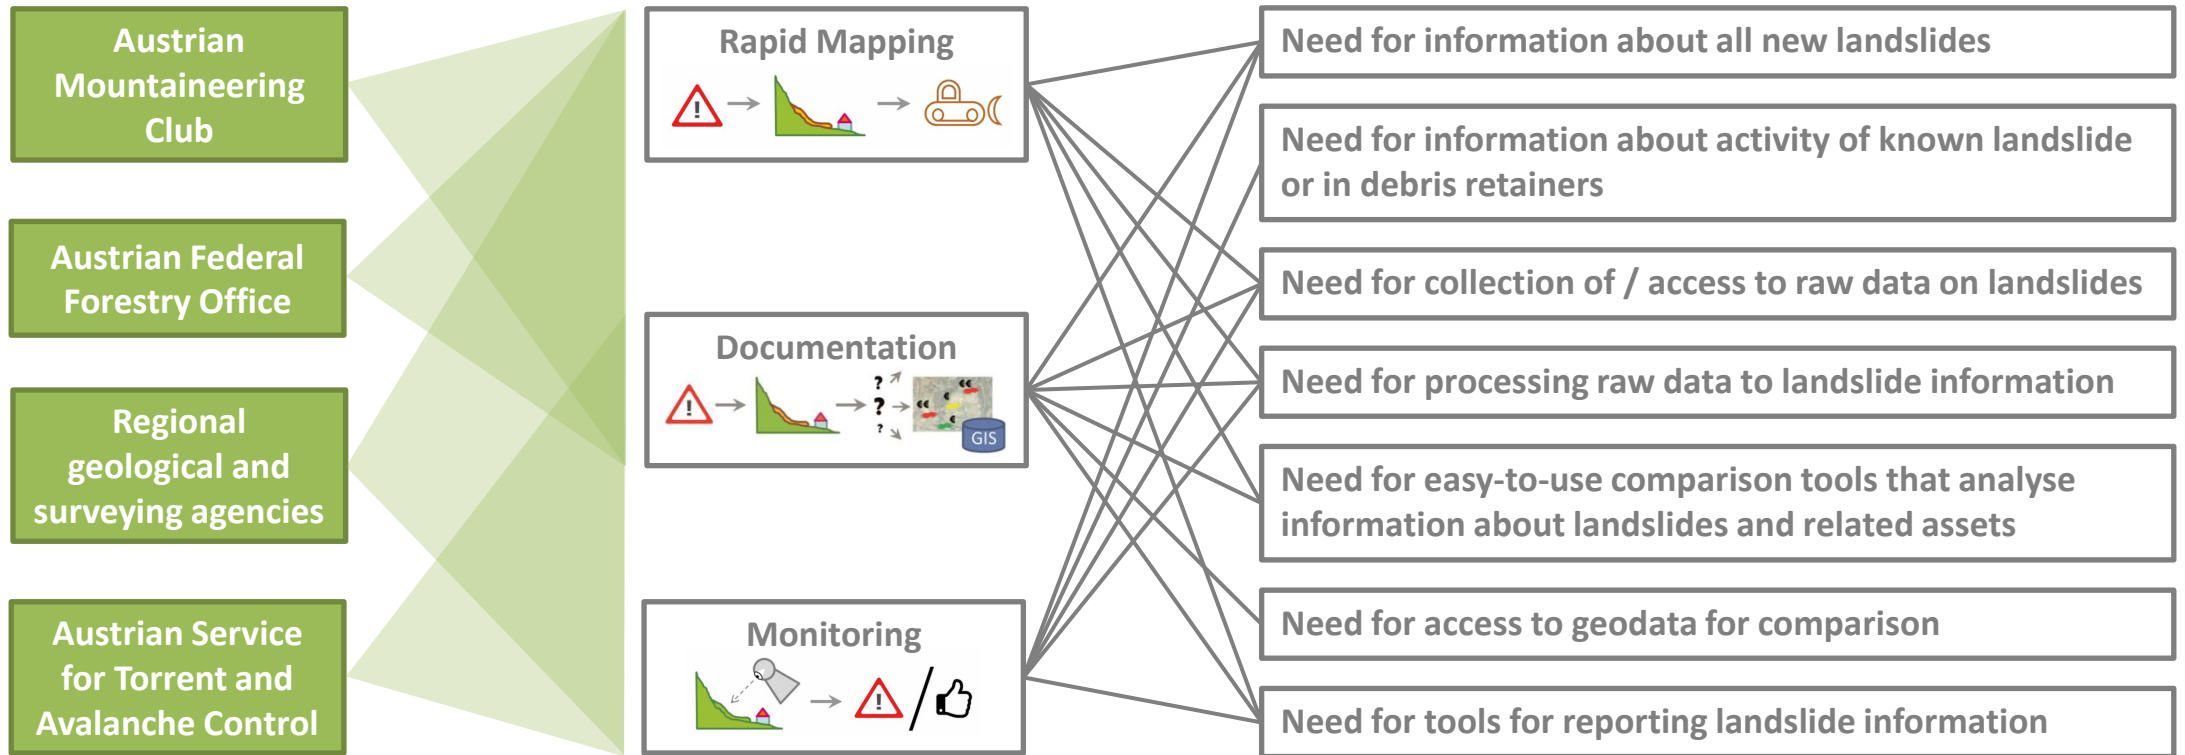 Austrian
Mountaineering
Club
Austrian Federal
Forestry Office
Regional
geological and
surveying agencies
Austrian Service
for Torrent and
Avalanche Control
Rapid Mapping
!
Documentation
!
?
?
?
GIS
Monitoring
!
/
Need for information about all new landslides
Need for information about activity of known landslide
or in debris retainers
Need for collection of / access to raw data on landslides
Need for processing raw data to landslide information
Need for easy-to-use comparison tools that analyse
information about landslides and related assets
Need for access to geodata for comparison
Need for tools for reporting landslide information